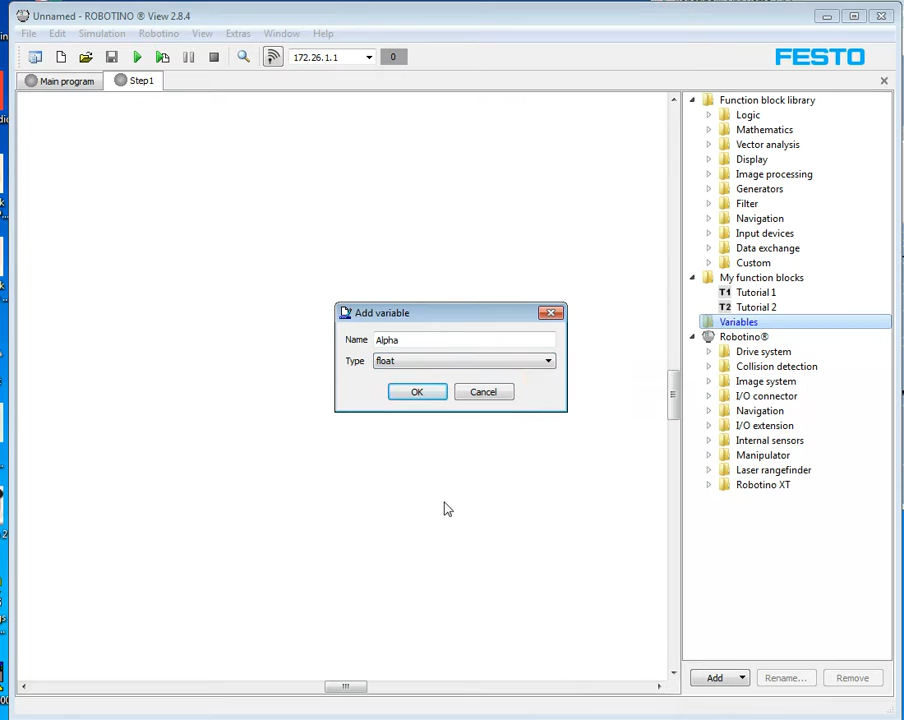 Unnamed - ROBOTINO ® View 2.8.4
File Edit Simulation Robotino View Extras Window Help
172.26.1.1 0 FESTO
Main program Step1
Function block library
Logic
Mathematics
Vector analysis
Display
Image processing
Generators
Filter
Navigation
Input devices
Data exchange
Custom
My function blocks
T1 Tutorial 1
T2 Tutorial 2
Variables
Robotino®
Drive system
Collision detection
Image system
I/O connector
Navigation
I/O extension
Internal sensors
Manipulator
Laser rangefinder
Robotino XT
Add variable
Name Alpha
Type float
OK Cancel
Add Rename... Remove